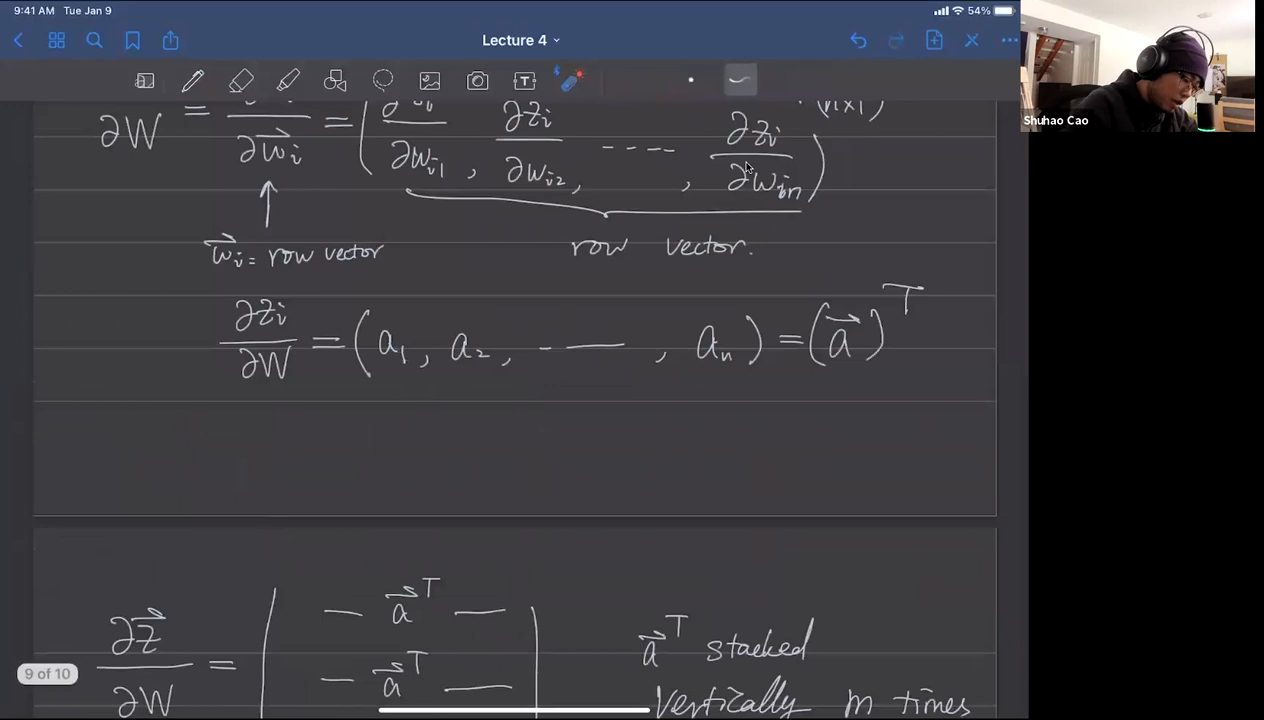 9:41 AM Tue Jan 9
54%
Lecture 4
Shuhao Cao
∂W = ∂w⃗ᵢ = ( ∂wᵢ₁ , ∂zᵢ/∂wᵢ₂ , ---- , ∂zᵢ/∂wᵢₙ ) (n×1)
w⃗ᵢ = row vector
row vector.
∂zᵢ/∂W = (a₁, a₂, - — , aₙ) = (a⃗)ᵀ
∂z⃗/∂W =
— a⃗ᵀ —
— a⃗ᵀ —
a⃗ᵀ stacked
vertically m times
9 of 10